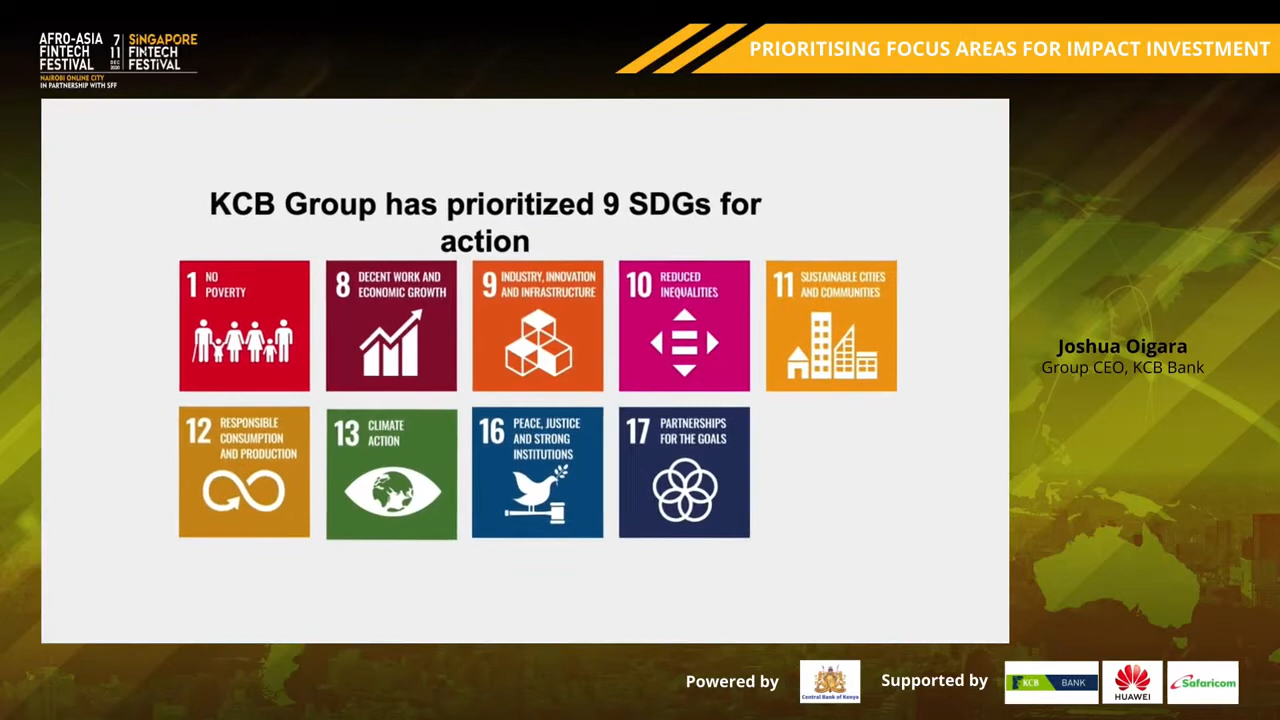 AFRO-ASIA
FINTECH
FESTIVAL
7
11
DEC
2020
SINGAPORE
FINTECH
FESTIVAL
NAIROBI ONLINE CITY
IN PARTNERSHIP WITH SFF
PRIORITISING FOCUS AREAS FOR IMPACT INVESTMENT
KCB Group has prioritized 9 SDGs for
action
1 NO
POVERTY
8 DECENT WORK AND
ECONOMIC GROWTH
9 INDUSTRY, INNOVATION
AND INFRASTRUCTURE
10 REDUCED
INEQUALITIES
11 SUSTAINABLE CITIES
AND COMMUNITIES
12 RESPONSIBLE
CONSUMPTION
AND PRODUCTION
13 CLIMATE
ACTION
16 PEACE, JUSTICE
AND STRONG
INSTITUTIONS
17 PARTNERSHIPS
FOR THE GOALS
Joshua Oigara
Group CEO, KCB Bank
Powered by
Central Bank of Kenya
Supported by
KCB BANK
HUAWEI
Safaricom